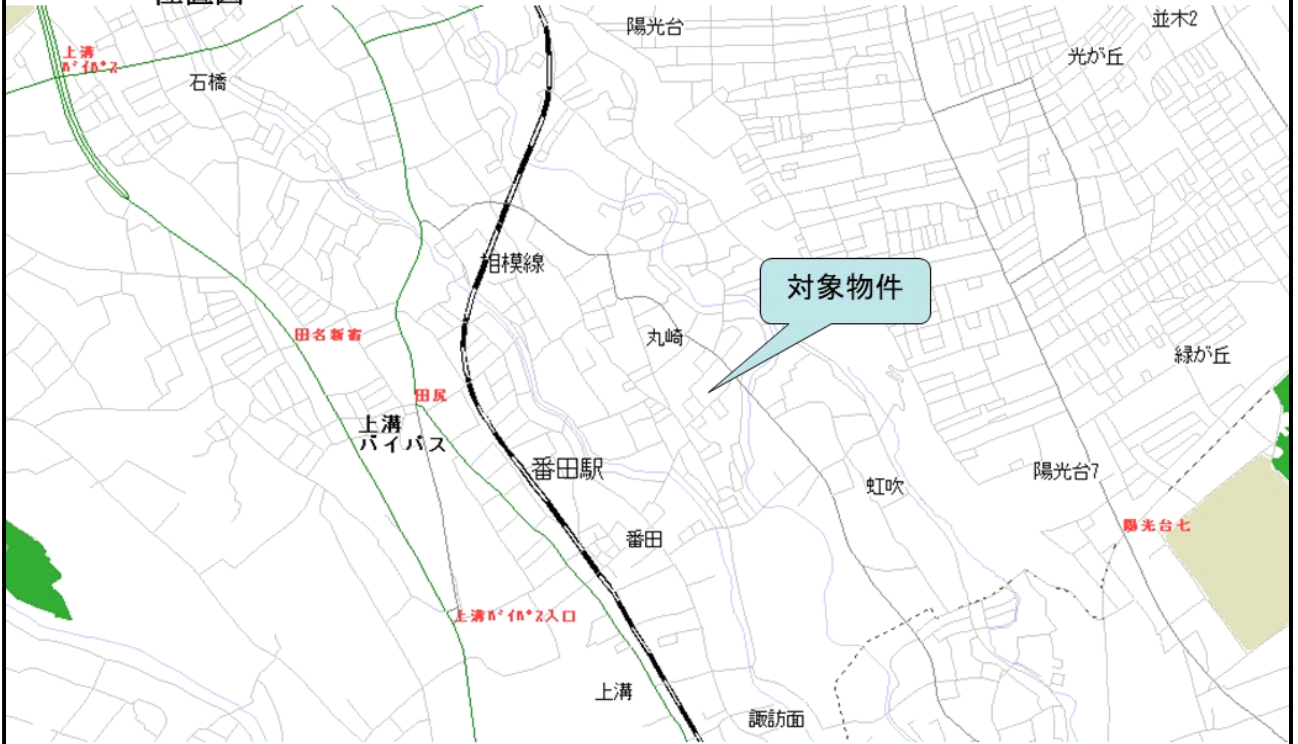 位置図
陽光台
並木2
上溝
バイパス
石橋
光が丘
相模線
対象物件
田名新宿
丸崎
緑が丘
田尻
上溝
バイパス
番田駅
虹吹
陽光台7
陽光台七
番田
上溝バイパス入口
上溝
諏訪面